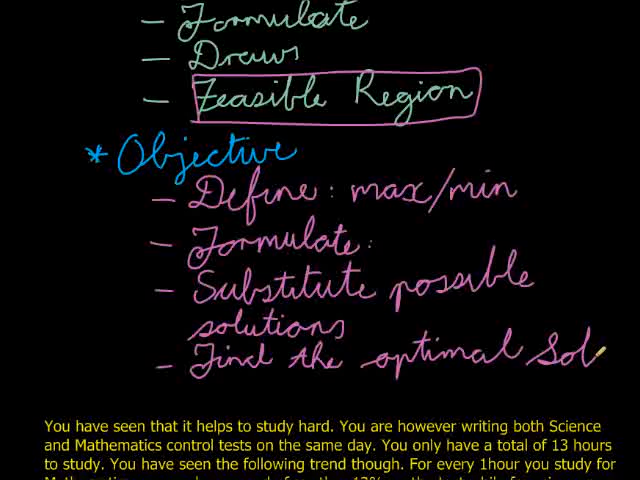 - Formulate
- Draws
- Feasible Region
* Objective
- Define: max/min
- Formulate:
- Substitute possible
solutions
- Find the optimal Sol
You have seen that it helps to study hard. You are however writing both Science
and Mathematics control tests on the same day. You only have a total of 13 hours
to study. You have seen the following trend though. For every 1hour you study for